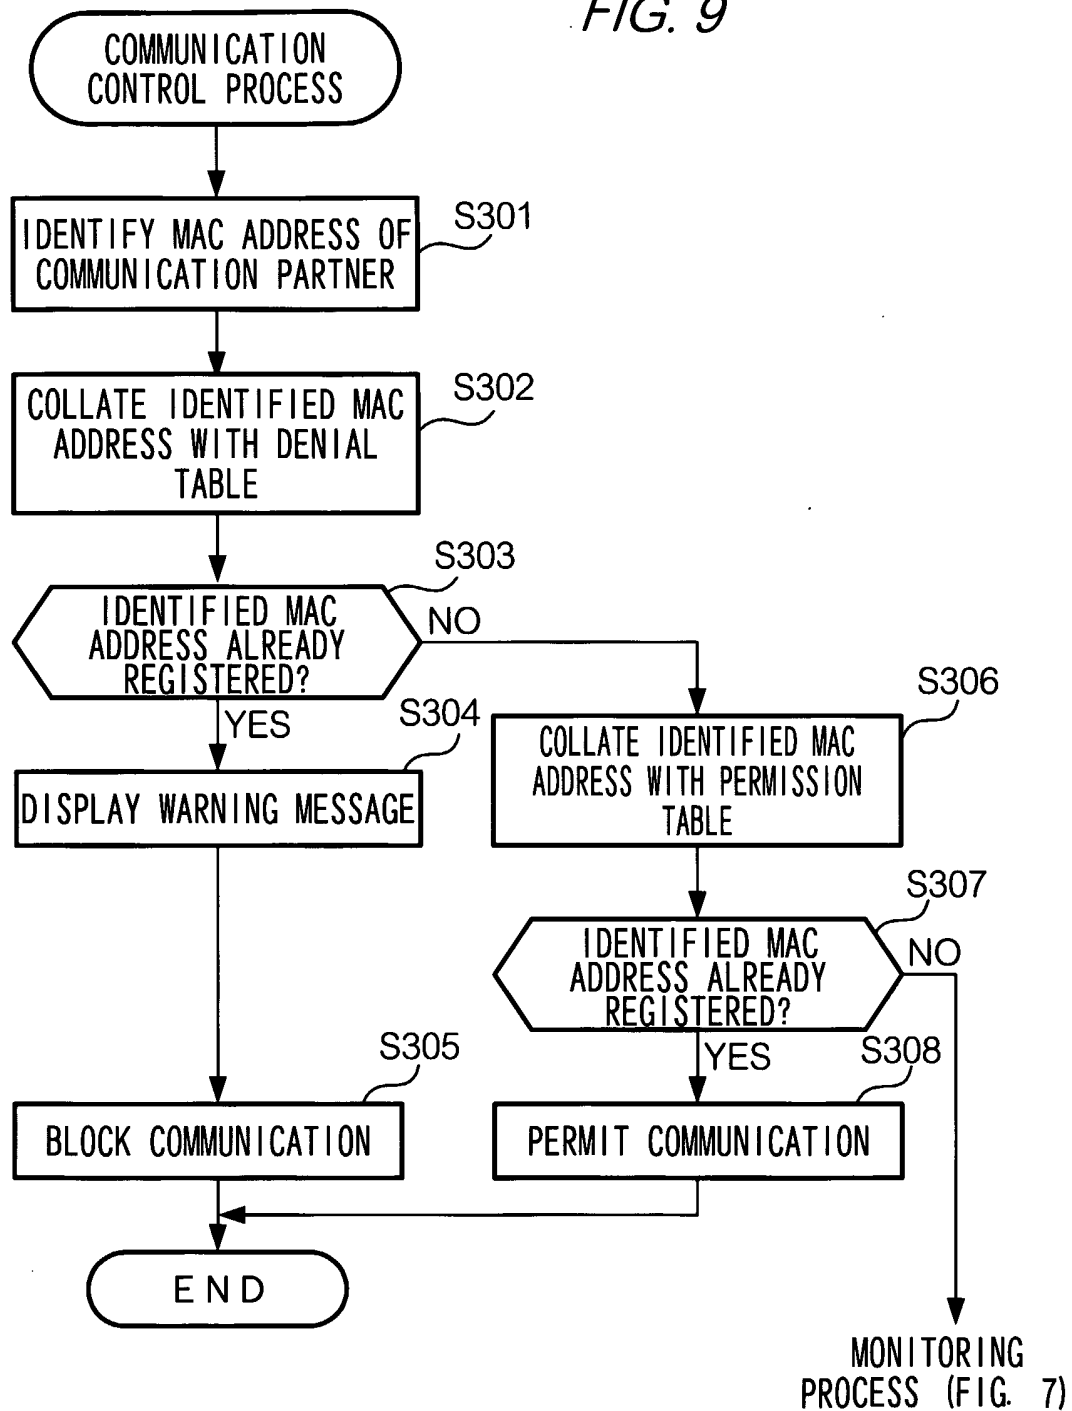 FIG. 9
COMMUNICATION
CONTROL PROCESS
S301
IDENTIFY MAC ADDRESS OF
COMMUNICATION PARTNER
S302
COLLATE IDENTIFIED MAC
ADDRESS WITH DENIAL
TABLE
S303
IDENTIFIED MAC
ADDRESS ALREADY
REGISTERED?
NO
YES
S304
DISPLAY WARNING MESSAGE
S306
COLLATE IDENTIFIED MAC
ADDRESS WITH PERMISSION
TABLE
S307
IDENTIFIED MAC
ADDRESS ALREADY
REGISTERED?
NO
YES
S305
BLOCK COMMUNICATION
S308
PERMIT COMMUNICATION
END
MONITORING
PROCESS (FIG. 7)